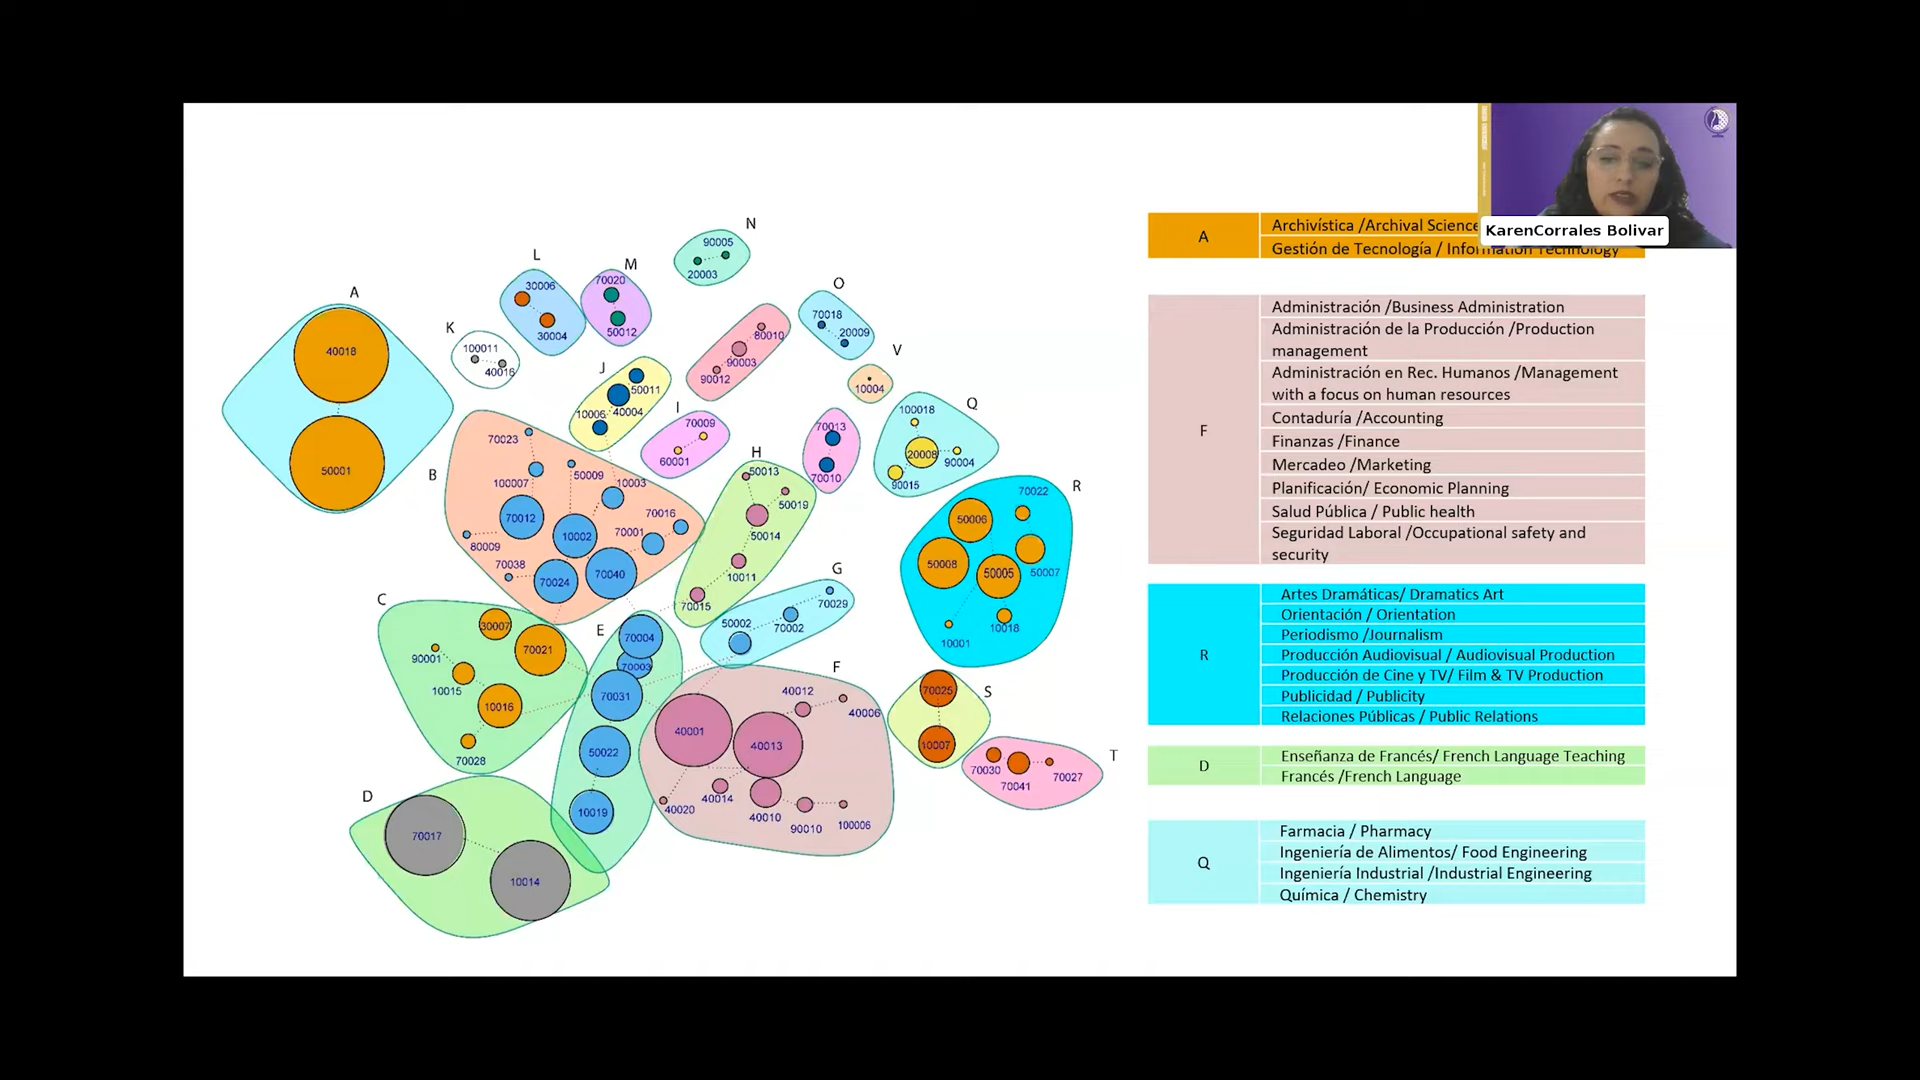 N
90005
20003
L
30006
30004
M
70020
50012
O
70018
20009
A
40018
50001
K
100011
40016
J
50011
10006
40004
80010
90003
90012
V
10004
I
70009
60001
70013
70010
Q
100018
20008
90004
90015
B
70023
100007
50009
10003
70012
10002
70016
70001
80009
70038
70024
70040
H
50013
50019
50014
10011
70015
R
70022
50006
50008
50005
50007
10001
10018
G
70029
50002
70002
C
30007
70021
90001
10015
10016
70028
E
70004
70003
70031
50022
10019
F
40012
40006
40001
40013
40014
40020
40010
90010
100006
S
70025
10007
T
70030
70041
70027
D
70017
10014
KarenCorrales Bolivar
A
Archivística /Archival Science
Gestión de Tecnología / Information Technology
F
Administración /Business Administration
Administración de la Producción /Production
management
Administración en Rec. Humanos /Management
with a focus on human resources
Contaduría /Accounting
Finanzas /Finance
Mercadeo /Marketing
Planificación/ Economic Planning
Salud Pública / Public health
Seguridad Laboral /Occupational safety and
security
R
Artes Dramáticas/ Dramatics Art
Orientación / Orientation
Periodismo /Journalism
Producción Audiovisual / Audiovisual Production
Producción de Cine y TV/ Film & TV Production
Publicidad / Publicity
Relaciones Públicas / Public Relations
D
Enseñanza de Francés/ French Language Teaching
Francés /French Language
Q
Farmacia / Pharmacy
Ingeniería de Alimentos/ Food Engineering
Ingeniería Industrial /Industrial Engineering
Química / Chemistry